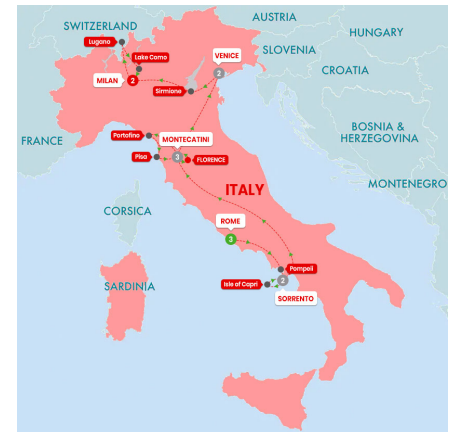 AUSTRIA
SWITZERLAND
HUNGARY
Lugano
SLOVENIA
Lake Como
VENICE
CROATIA
MILAN
2
2
Sirmione
BOSNIA &
HERZEGOVINA
Portofino
MONTECATINI
FRANCE
Pisa
3
FLORENCE
MONTENEGRO
ITALY
CORSICA
ROME
3
Pompeii
SARDINIA
Isle of Capri
2
SORRENTO